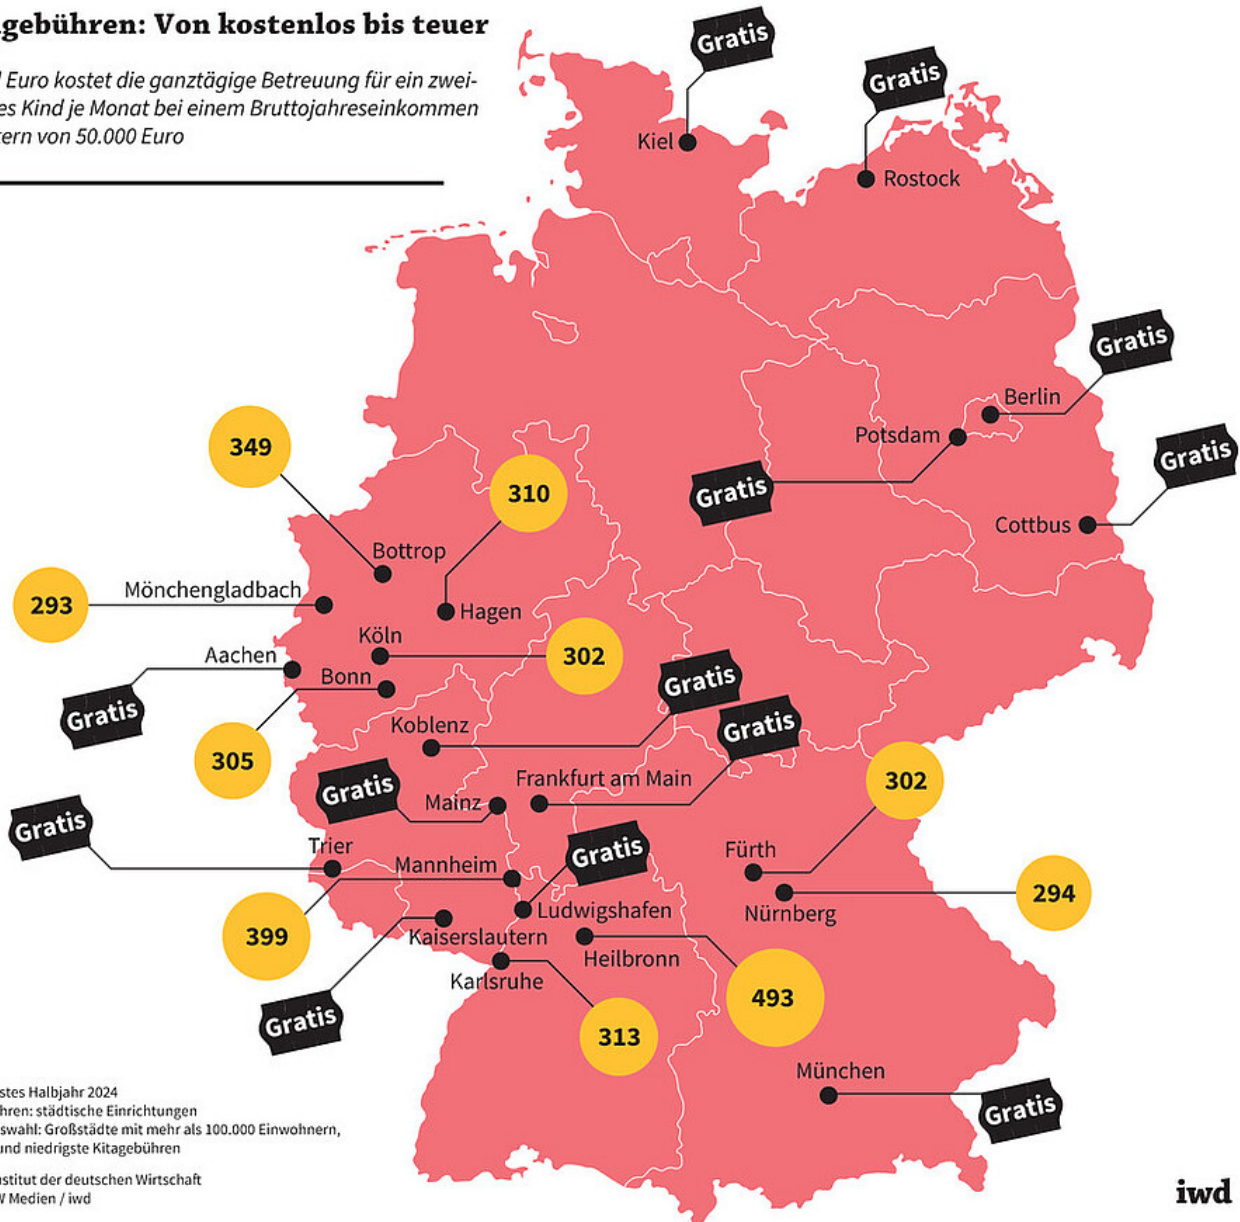 gebühren: Von kostenlos bis teuer
Euro kostet die ganztägige Betreuung für ein zwei-
es Kind je Monat bei einem Bruttojahreseinkommen
tern von 50.000 Euro
Gratis
Gratis
Kiel
Rostock
Gratis
Berlin
Potsdam
Gratis
Gratis
Cottbus
349
310
Bottrop
Mönchengladbach
293
Hagen
Köln
302
Aachen
Bonn
Gratis
Gratis
305
Koblenz
Gratis
Frankfurt am Main
302
Gratis
Mainz
Gratis
Trier
Gratis
Mannheim
Fürth
399
Ludwigshafen
Nürnberg
294
Kaiserslautern
Heilbronn
Karlsruhe
493
Gratis
313
München
Gratis
stes Halbjahr 2024
hren: städtische Einrichtungen
swahl: Großstädte mit mehr als 100.000 Einwohnern,
und niedrigste Kitagebühren
stitut der deutschen Wirtschaft
W Medien / iwd
iwd